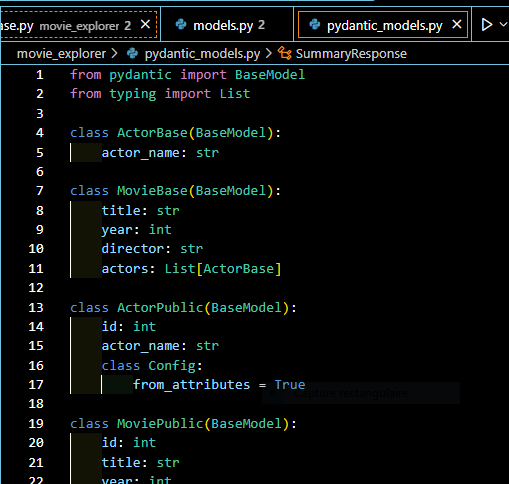 ase.py movie_explorer 2 models.py 2 pydantic_models.py
movie_explorer > pydantic_models.py > SummaryResponse
1 from pydantic import BaseModel
2 from typing import List
3
4 class ActorBase(BaseModel):
5 actor_name: str
6
7 class MovieBase(BaseModel):
8 title: str
9 year: int
10 director: str
11 actors: List[ActorBase]
12
13 class ActorPublic(BaseModel):
14 id: int
15 actor_name: str
16 class Config:
17 from_attributes = True
Capture rectangulaire
18
19 class MoviePublic(BaseModel):
20 id: int
21 title: str
22 year: int